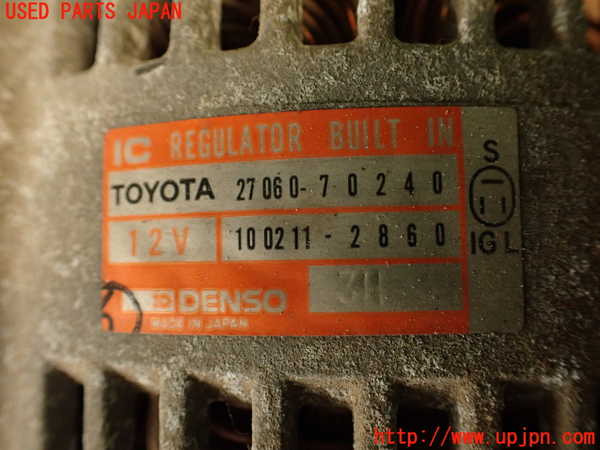 USED PARTS JAPAN
IC REGULATOR BUILT IN
TOYOTA 27060-70240
12V 100211-2860
DENSO 311
MADE IN JAPAN
S
IG L
http://www.upjpn.com/